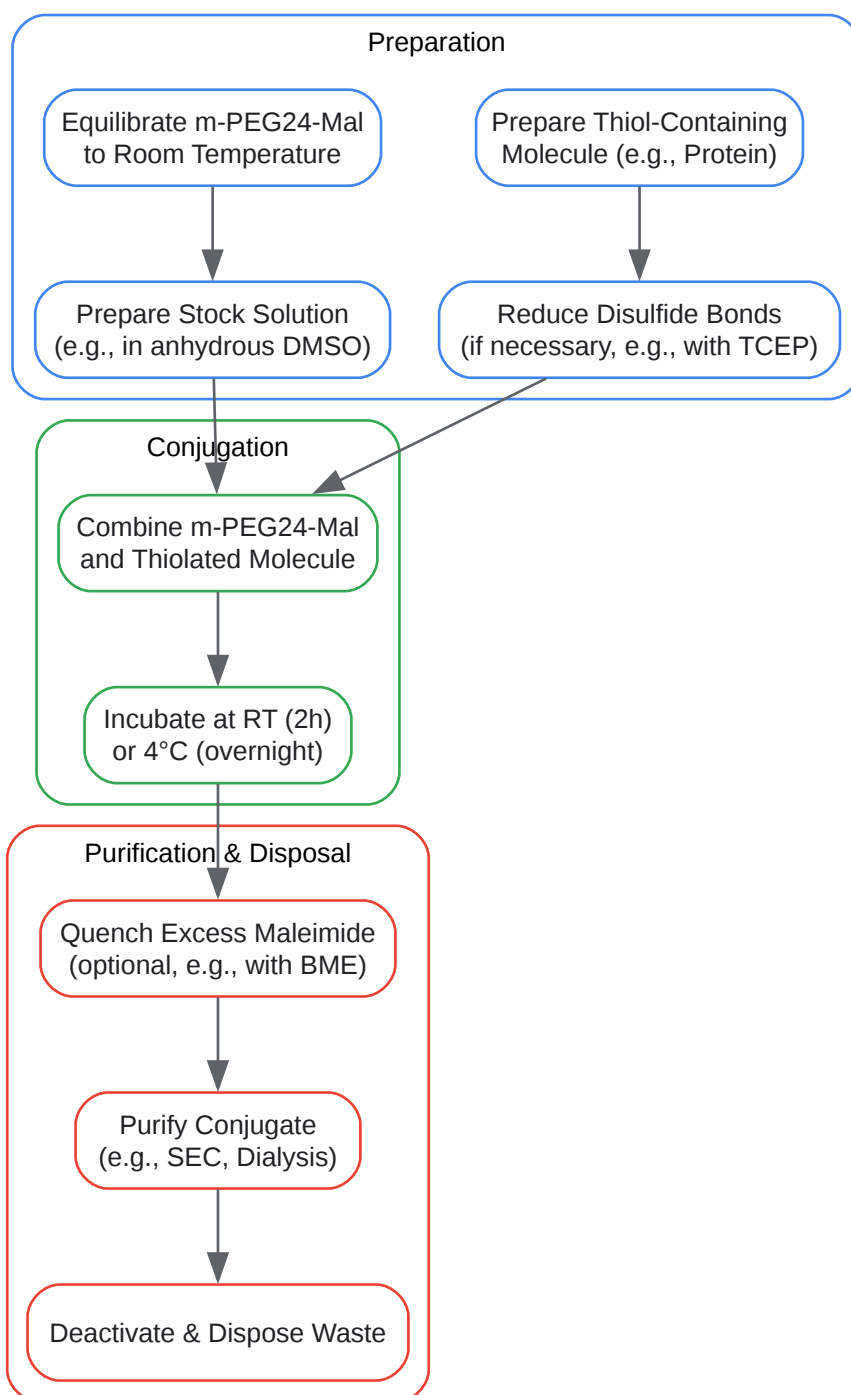 Preparation
Equilibrate m-PEG24-Mal
to Room Temperature
Prepare Thiol-Containing
Molecule (e.g., Protein)
Prepare Stock Solution
(e.g., in anhydrous DMSO)
Reduce Disulfide Bonds
(if necessary, e.g., with TCEP)
Conjugation
Combine m-PEG24-Mal
and Thiolated Molecule
Incubate at RT (2h)
or 4°C (overnight)
Purification & Disposal
Quench Excess Maleimide
(optional, e.g., with BME)
Purify Conjugate
(e.g., SEC, Dialysis)
Deactivate & Dispose Waste